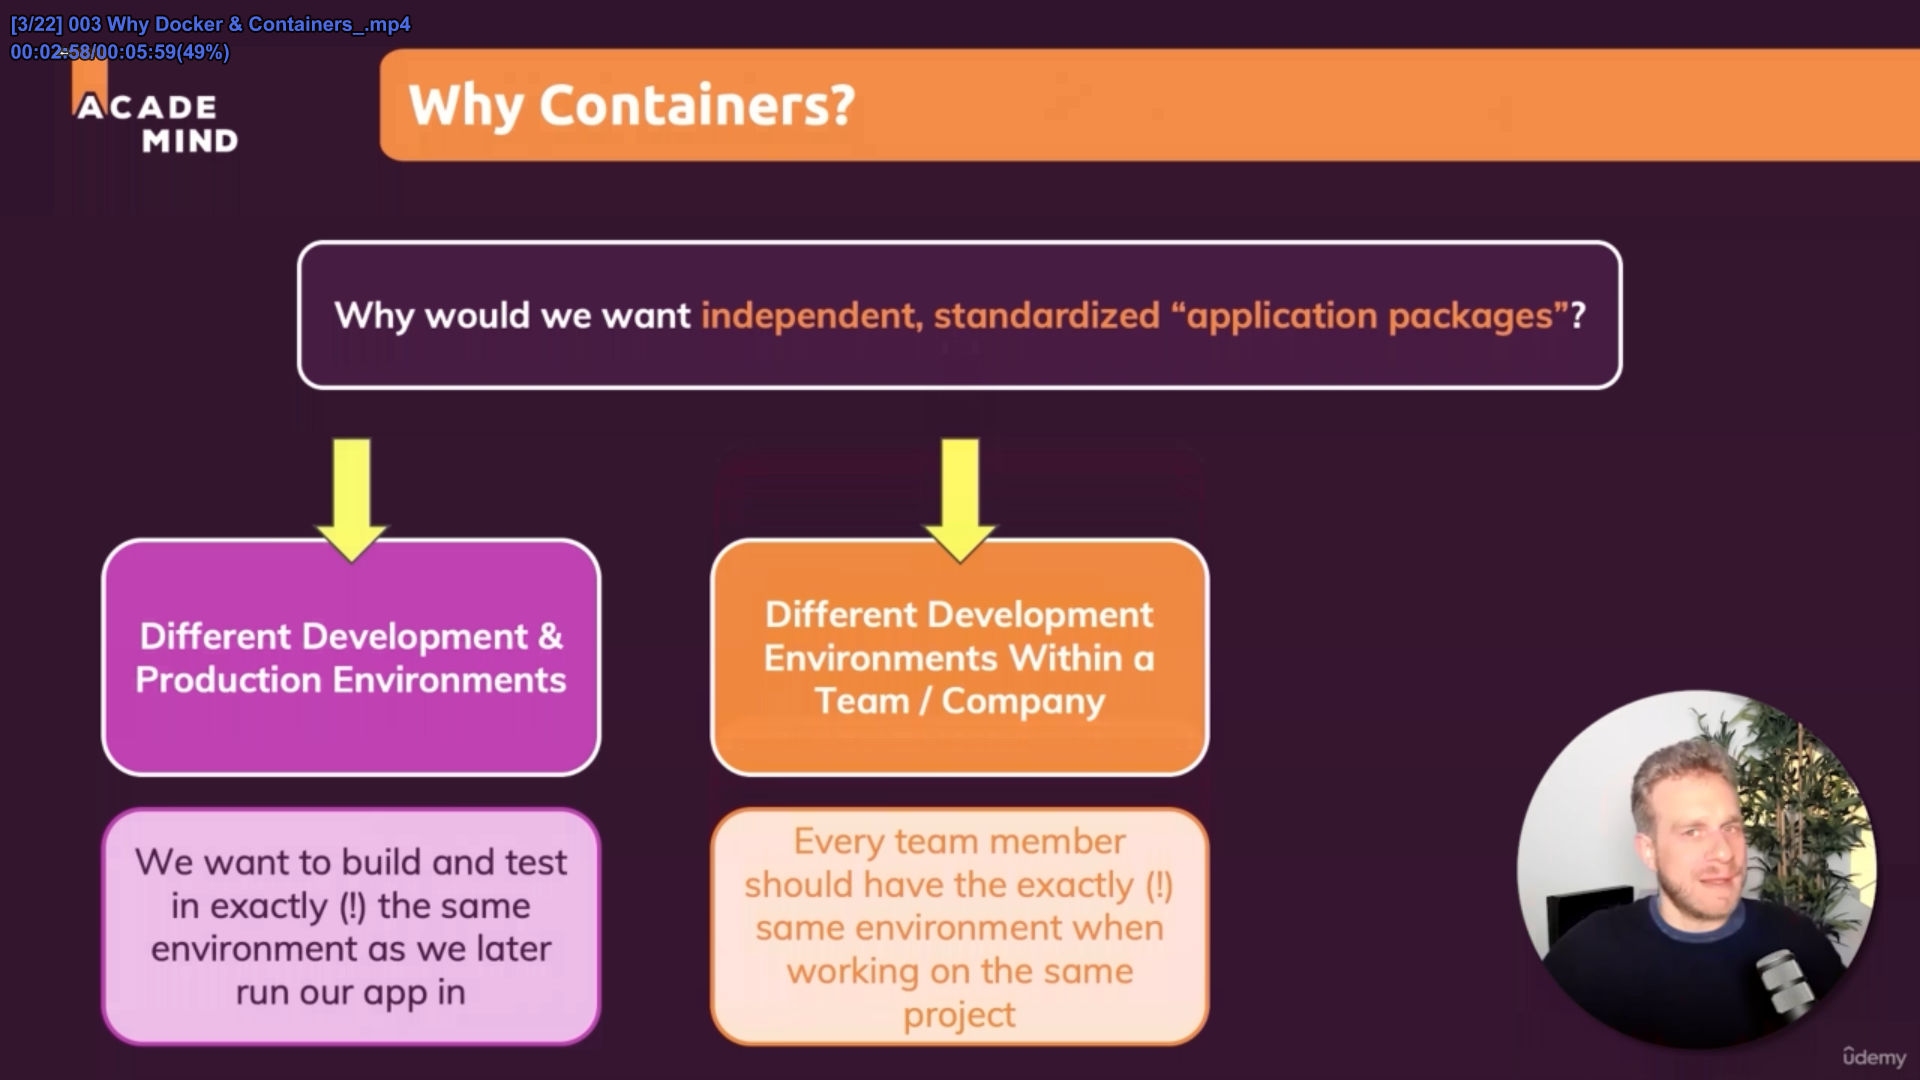 [3/22] 003 Why Docker & Containers_.mp4
00:02:58/00:05:59(49%)
ACADE
MIND
Why Containers?
Why would we want independent, standardized “application packages”?
Different Development &
Production Environments
We want to build and test
in exactly (!) the same
environment as we later
run our app in
Different Development
Environments Within a
Team / Company
Every team member
should have the exactly (!)
same environment when
working on the same
project
ûdemy